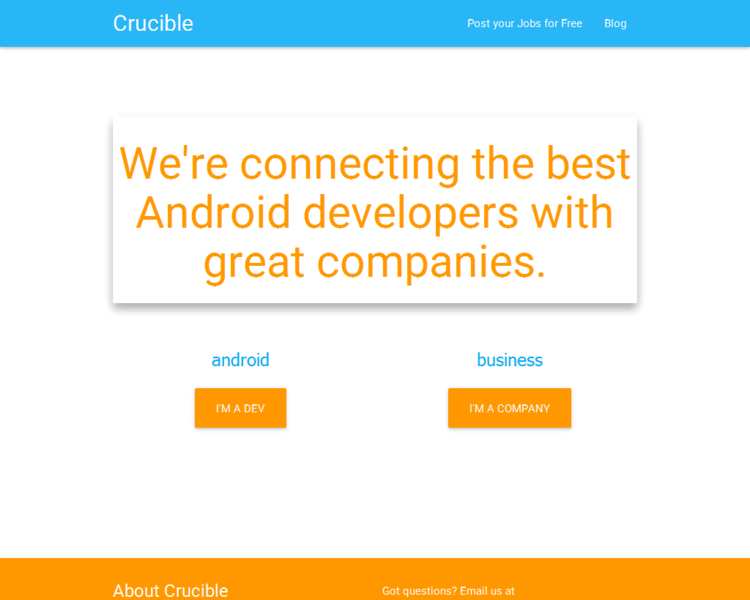 Crucible
Post your Jobs for Free
Blog
We're connecting the best
Android developers with
great companies.
android
business
I'M A DEV
I'M A COMPANY
About Crucible
Got questions? Email us at